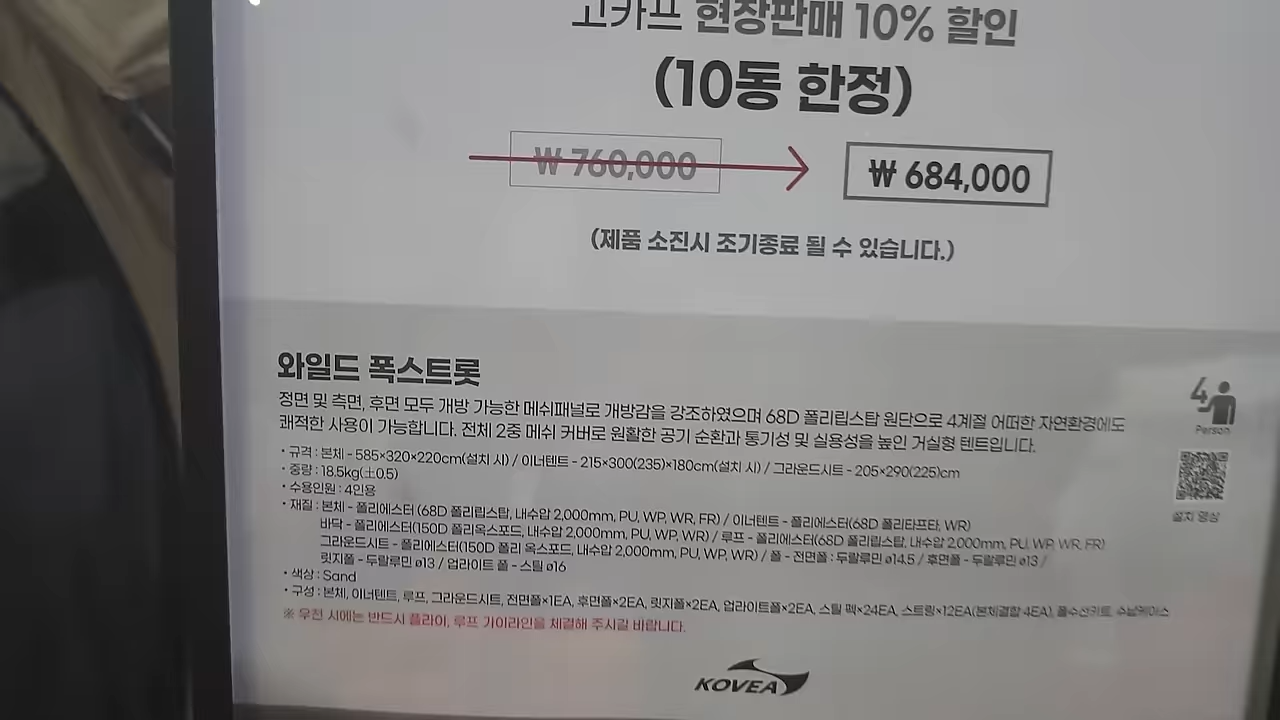 고카프 현장판매 10% 할인
(10동 한정)
₩ 760,000
₩ 684,000
(제품 소진시 조기종료 될 수 있습니다.)
와일드 폭스트롯
정면 및 측면, 후면 모두 개방 가능한 메쉬패널로 개방감을 강조하였으며 68D 폴리립스탑 원단으로 4계절 어떠한 자연환경에도
쾌적한 사용이 가능합니다. 전체 2중 메쉬 커버로 원활한 공기 순환과 통기성 및 실용성을 높인 거실형 텐트입니다.
· 규격 : 본체 - 585×320×220cm(설치 시) / 이너텐트 - 215×300(235)×180cm(설치 시) / 그라운드시트 - 205×290(225)cm
· 중량 : 18.5kg(±0.5)
· 수용인원 : 4인용
· 재질 : 본체 - 폴리에스터 (68D 폴리립스탑, 내수압 2,000mm, PU, WP, WR, FR) / 이너텐트 - 폴리에스터(68D 폴리타프타, WR)
바닥 - 폴리에스터(150D 폴리옥스포드, 내수압 2,000mm, PU, WP, WR) / 루프 - 폴리에스터(68D 폴리립스탑, 내수압 2,000mm, PU, WP, WR, FR)
그라운드시트 - 폴리에스터(150D 폴리 옥스포드, 내수압 2,000mm, PU, WP, WR) / 폴 - 전면폴 : 두랄루민 ø14.5 / 후면폴 - 두랄루민 ø13 /
릿지폴 - 두랄루민 ø13 / 업라이트 폴 - 스틸 ø16
· 색상 : Sand
· 구성 : 본체, 이너텐트, 루프, 그라운드시트, 전면폴×1EA, 후면폴×2EA, 릿지폴×2EA, 업라이트폴×2EA, 스틸 펙×24EA, 스트링×12EA(본체결합 4EA), 폴수선키트, 수납케이스
※ 우천 시에는 반드시 플라이, 루프 가이라인을 체결해 주시길 바랍니다.
4
Person
설치 영상
KOVEA